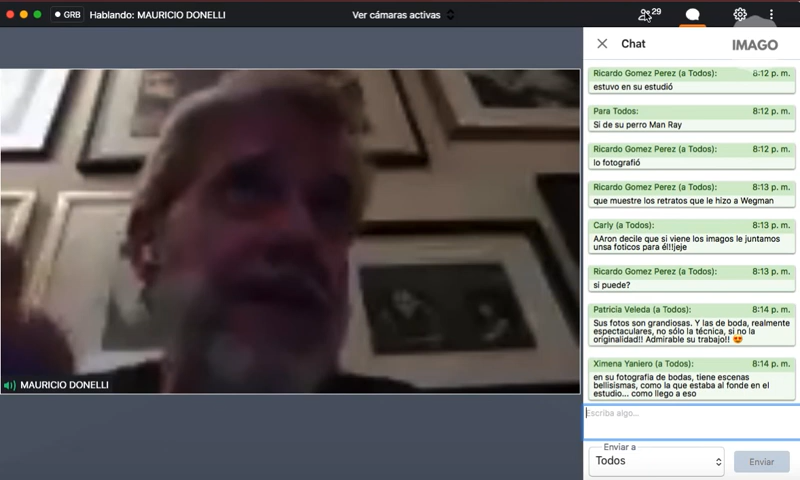 GRB
Hablando: MAURICIO DONELLI
Ver cámaras activas
29
Chat
IMAGO
Ricardo Gomez Perez (a Todos):
8:12 p. m.
estuvo en su estudió
Para Todos:
8:12 p. m.
Si de su perro Man Ray
Ricardo Gomez Perez (a Todos):
8:12 p. m.
lo fotografió
Ricardo Gomez Perez (a Todos):
8:13 p. m.
que muestre los retratos que le hizo a Wegman
Carly (a Todos):
8:13 p. m.
AAron decile que si viene los imagos le juntamos
unsa foticos para él!!jeje
Ricardo Gomez Perez (a Todos):
8:13 p. m.
si puede?
Patricia Veleda (a Todos):
8:14 p. m.
Sus fotos son grandiosas. Y las de boda, realmente
espectaculares, no sólo la técnica, si no la
originalidad!! Admirable su trabajo!! 😍
Ximena Yaniero (a Todos):
8:14 p. m.
en su fotografia de bodas, tiene escenas
bellisismas, como la que estaba al fonde en el
estudio... como llego a eso
MAURICIO DONELLI
Escriba algo...
Enviar a
Todos
Enviar